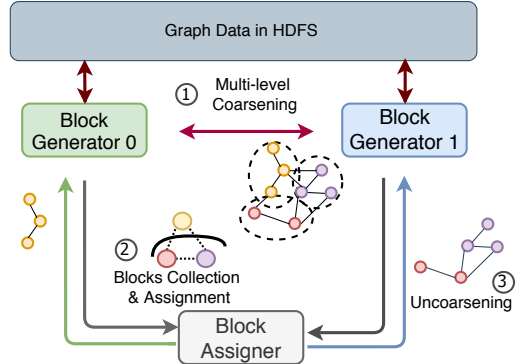 Graph Data in HDFS
1
Multi-level
Coarsening
Block
Generator 0
Block
Generator 1
2
Blocks Collection
& Assignment
3
Uncoarsening
Block
Assigner